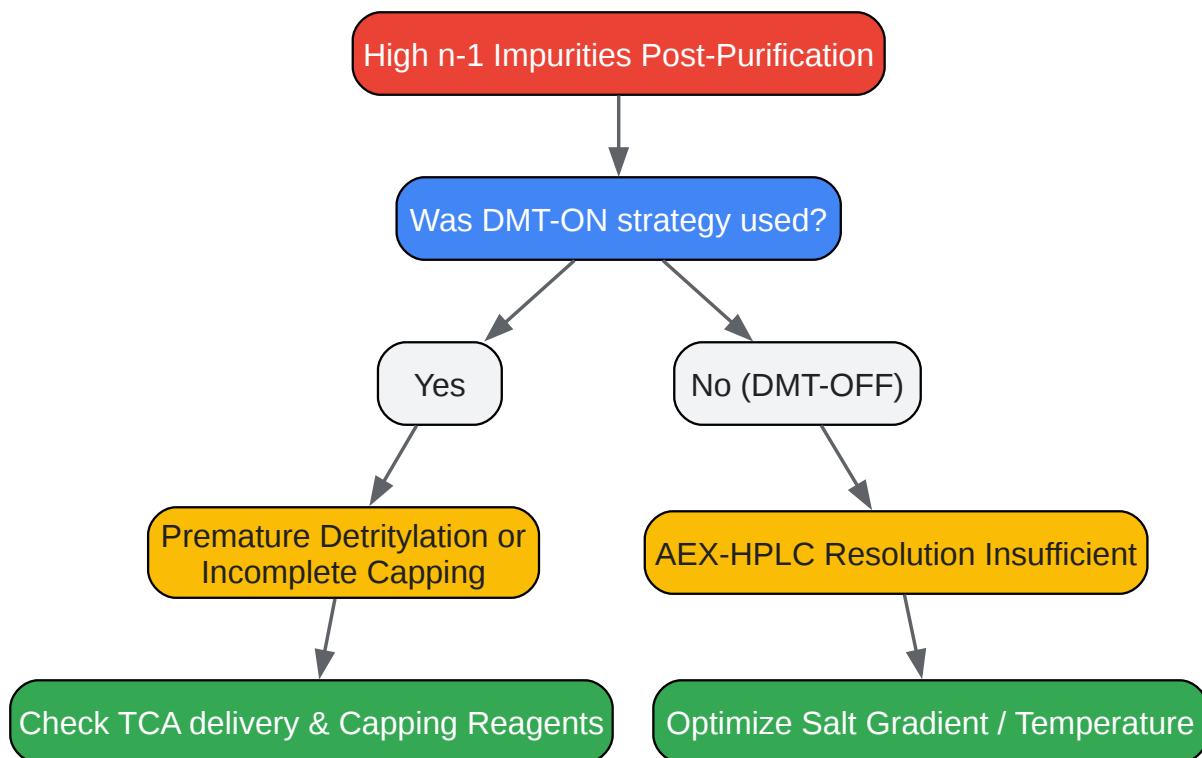 High n-1 Impurities Post-Purification
Was DMT-ON strategy used?
Yes
No (DMT-OFF)
Premature Detritylation or
Incomplete Capping
AEX-HPLC Resolution Insufficient
Check TCA delivery & Capping Reagents
Optimize Salt Gradient / Temperature